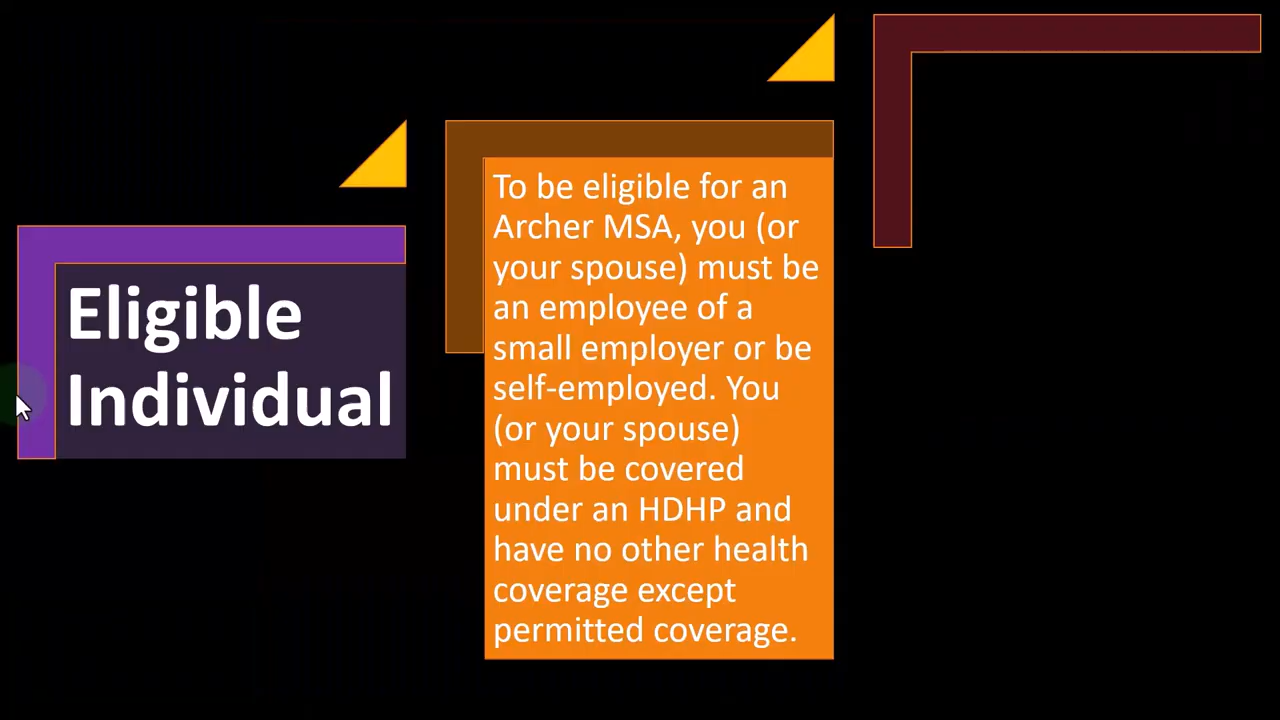 Eligible
Individual
To be eligible for an
Archer MSA, you (or
your spouse) must be
an employee of a
small employer or be
self-employed. You
(or your spouse)
must be covered
under an HDHP and
have no other health
coverage except
permitted coverage.